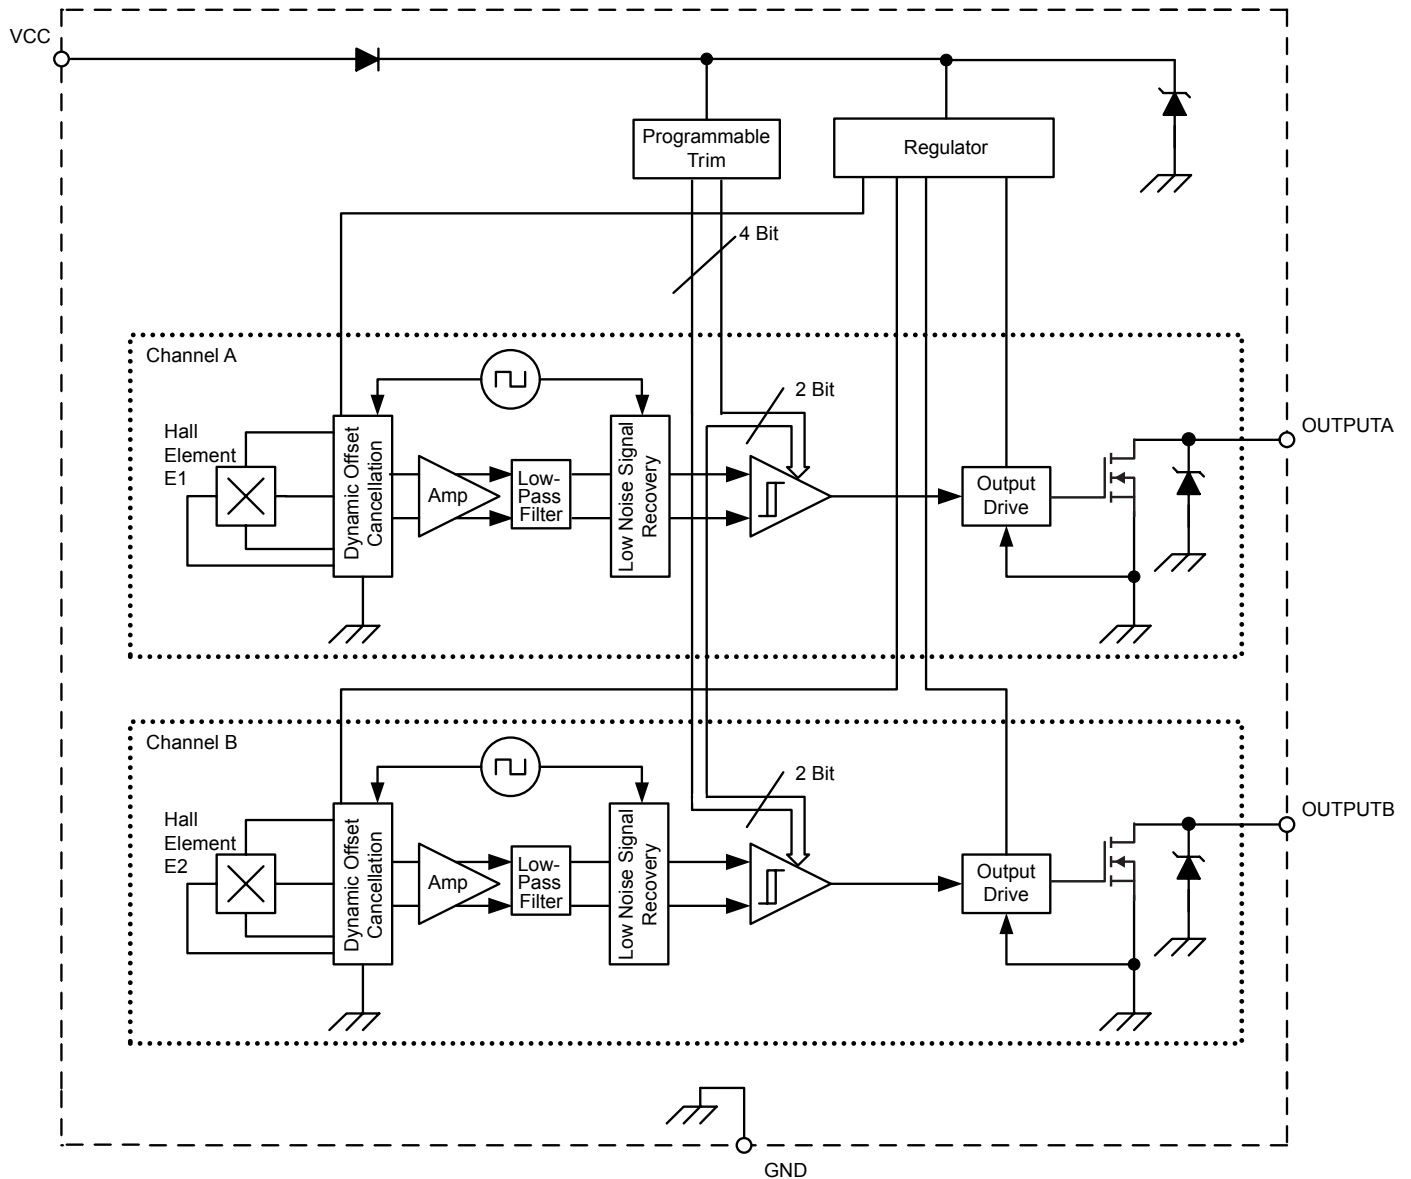 VCC
Programmable
Trim
Regulator
4 Bit
Channel A
2 Bit
Hall
Element
E1
Dynamic Offset
Cancellation
Amp
Low-
Pass
Filter
Low Noise Signal
Recovery
Output
Drive
OUTPUTA
Channel B
2 Bit
Hall
Element
E2
Dynamic Offset
Cancellation
Amp
Low-
Pass
Filter
Low Noise Signal
Recovery
Output
Drive
OUTPUTB
GND